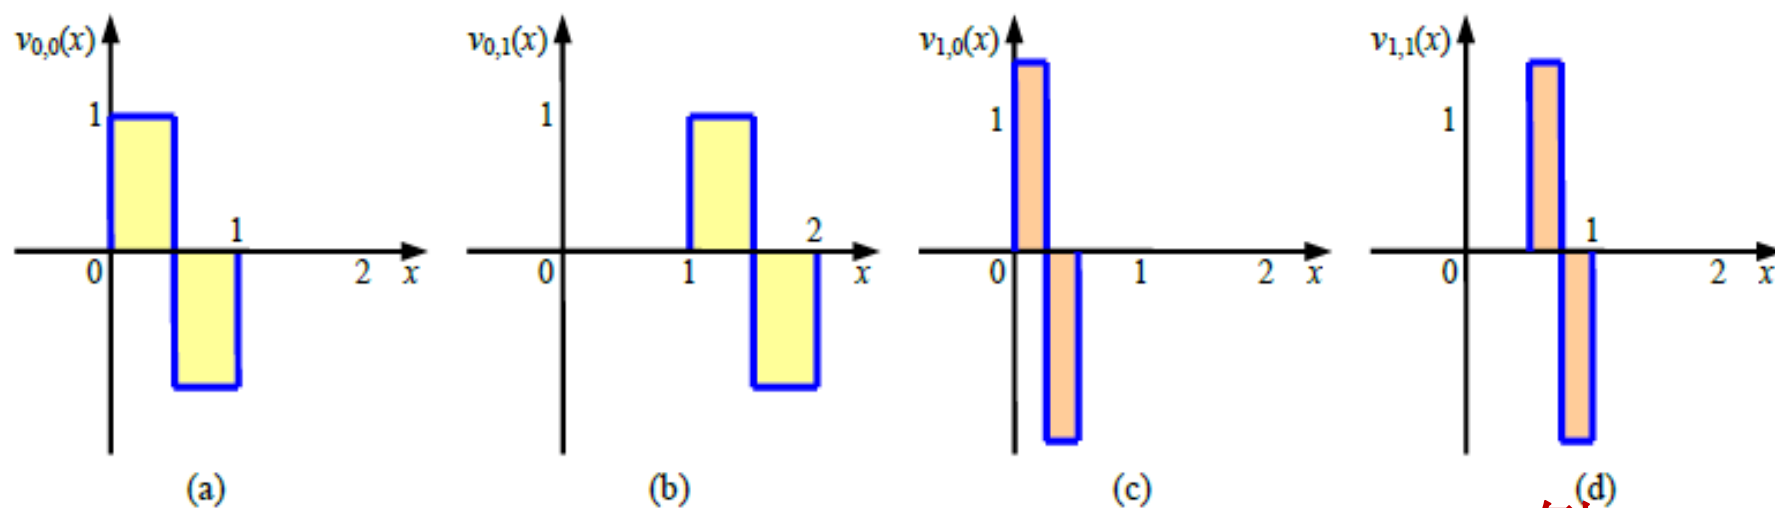 v0,0(x) v0,1(x) v1,0(x) v1,1(x)
1 1 1 1
1 2 1
0 2 x 0 1 x 0 1 2 x 0 2 x
(a) (b) (c) (d)